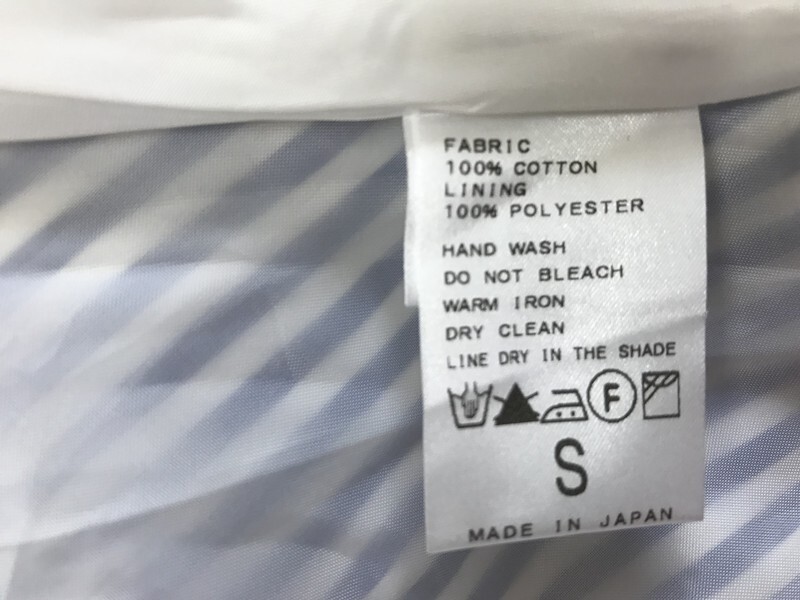 FABRIC
100% COTTON
LINING
100% POLYESTER
HAND WASH
DO NOT BLEACH
WARM IRON
DRY CLEAN
LINE DRY IN THE SHADE
F
S
MADE IN JAPAN